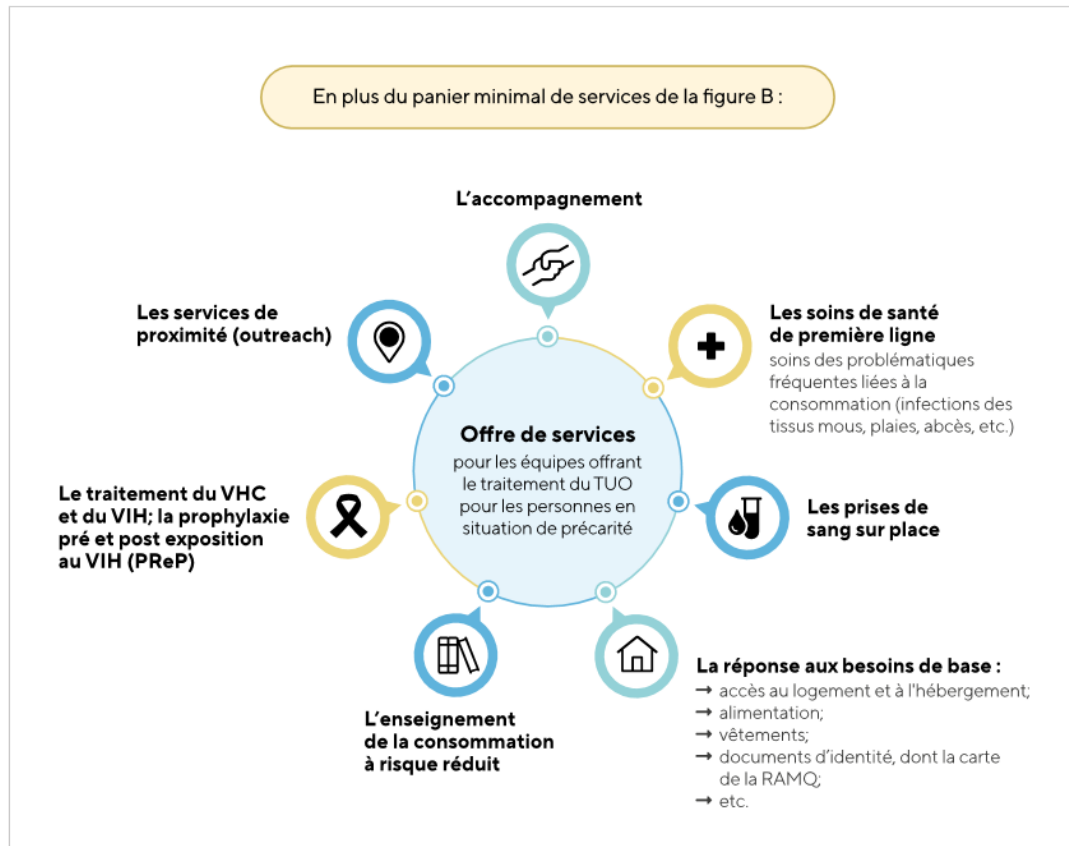 En plus du panier minimal de services de la figure B :
L'accompagnement
Les services de
proximité (outreach)
Les soins de santé
de première ligne
soins des problématiques
fréquentes liées à la
consommation (infections des
tissus mous, plaies, abcès, etc.)
Offre de services
pour les équipes offrant
le traitement du TUO
pour les personnes en
situation de précarité
Le traitement du VHC
et du VIH; la prophylaxie
pré et post exposition
au VIH (PReP)
Les prises de
sang sur place
L'enseignement
de la consommation
à risque réduit
La réponse aux besoins de base :
→ accès au logement et à l'hébergement;
→ alimentation;
→ vêtements;
→ documents d'identité, dont la carte
de la RAMQ;
→ etc.